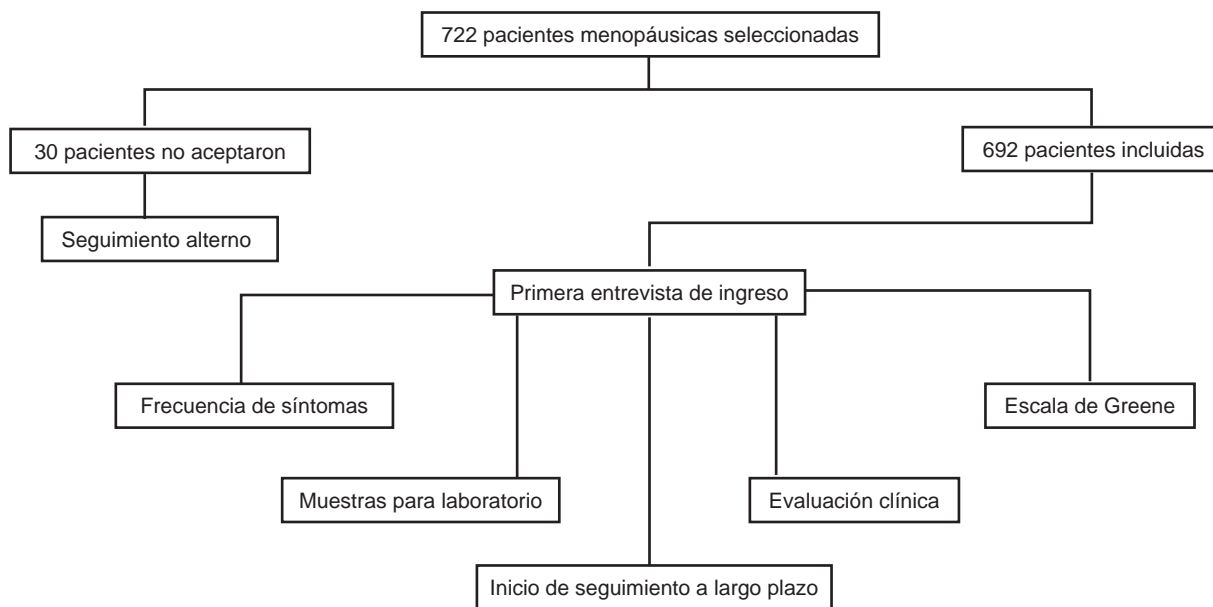 722 pacientes menopáusicas seleccionadas
30 pacientes no aceptaron
692 pacientes incluidas
Seguimiento alterno
Primera entrevista de ingreso
Frecuencia de síntomas
Escala de Greene
Muestras para laboratorio
Evaluación clínica
Inicio de seguimiento a largo plazo